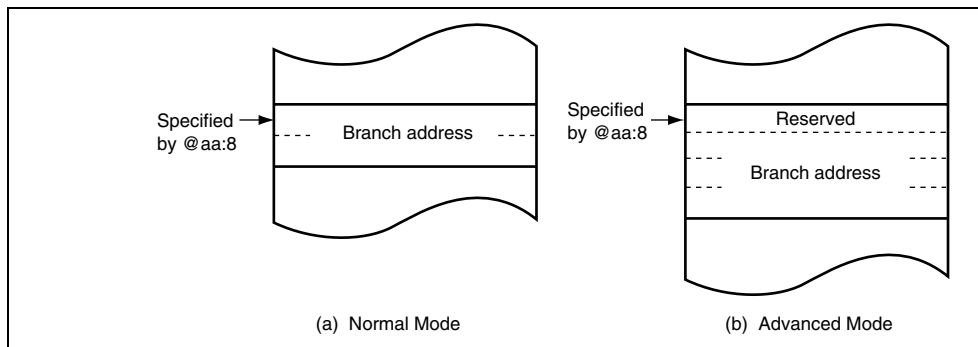 Specified
by @aa:8
Branch address
(a) Normal Mode
Specified
by @aa:8
Reserved
Branch address
(b) Advanced Mode